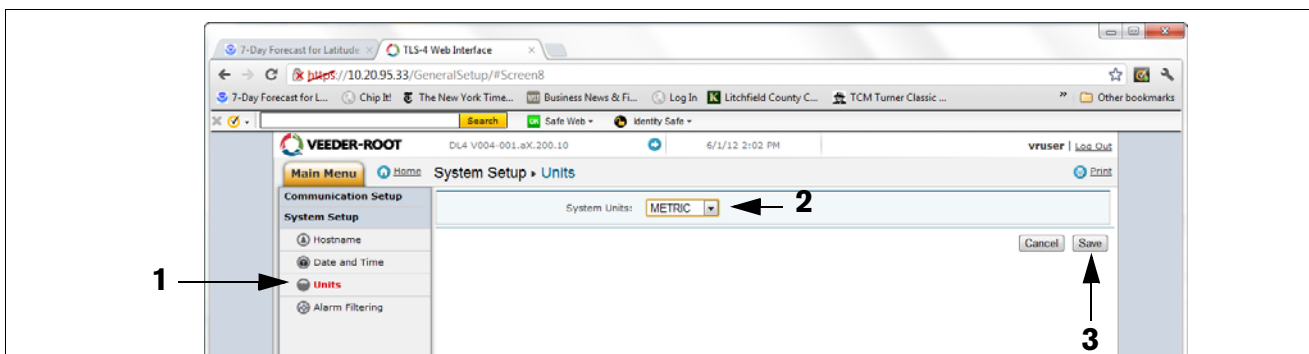 7-Day Forecast for Latitude
TLS-4 Web Interface
https://10.20.95.33/GeneralSetup/#Screen8
7-Day Forecast for L... Chip It! The New York Time... Business News & Fi... Log In Litchfield County C... TCM Turner Classic ... » Other bookmarks
Search Safe Web Identity Safe
VEEDER-ROOT DL4 V004-001.aX.200.10 6/1/12 2:02 PM vruser | Log Out
Main Menu Home System Setup Units Print
Communication Setup
System Units: METRIC 2
System Setup
Hostname
Cancel Save
Date and Time
1 Units
Alarm Filtering
3